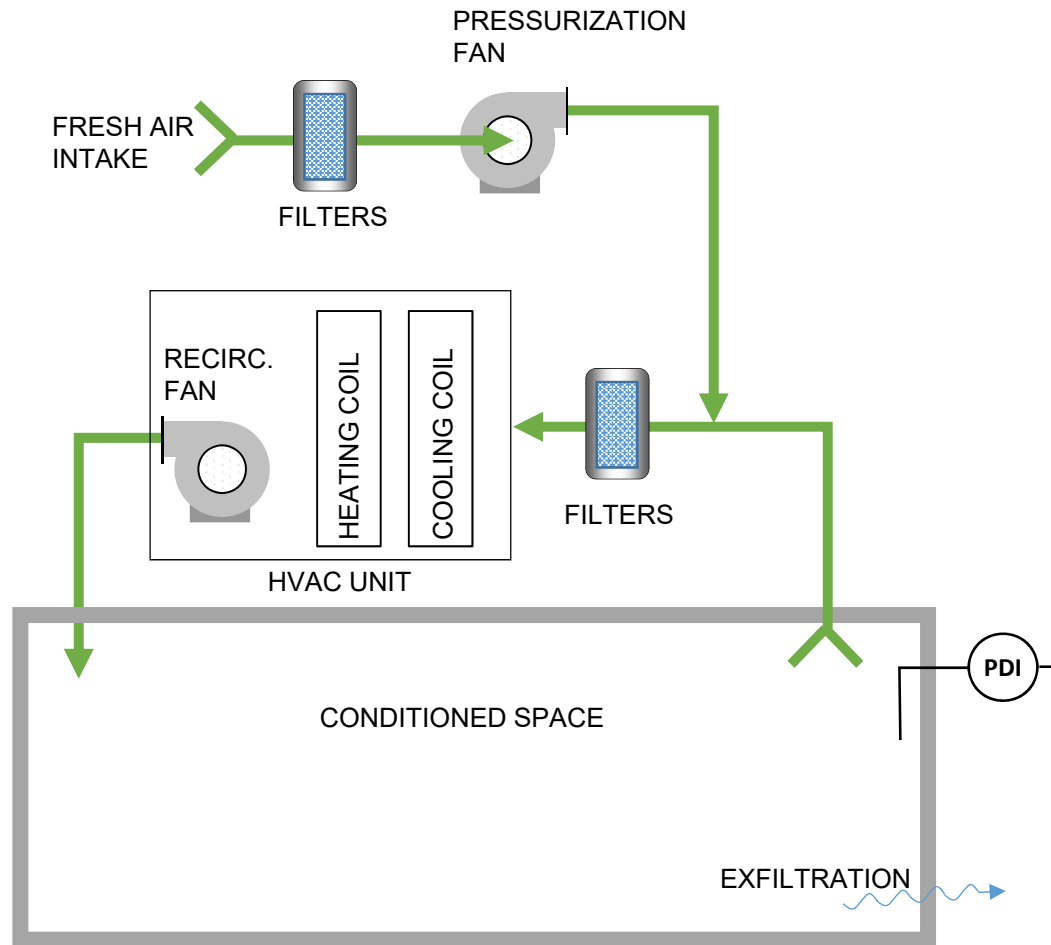 PRESSURIZATION
FAN
FRESH AIR
INTAKE
FILTERS
RECIRC.
FAN
HEATING COIL
COOLING COIL
FILTERS
HVAC UNIT
PDI
CONDITIONED SPACE
EXFILTRATION